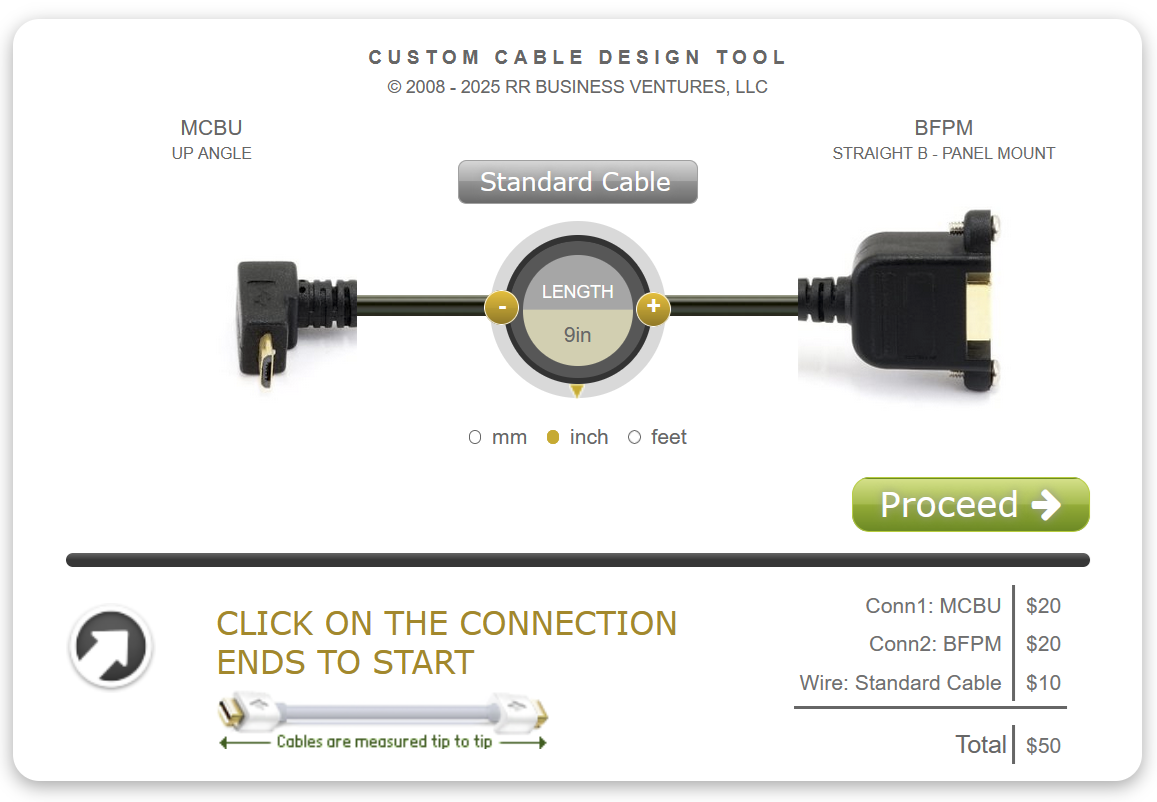 CUSTOM CABLE DESIGN TOOL
© 2008 - 2025 RR BUSINESS VENTURES, LLC
MCBU
UP ANGLE
BFPM
STRAIGHT B - PANEL MOUNT
Standard Cable
LENGTH
-
+
9in
mm
inch
feet
Proceed
CLICK ON THE CONNECTION
ENDS TO START
Cables are measured tip to tip
Conn1: MCBU $20
Conn2: BFPM $20
Wire: Standard Cable $10
Total $50